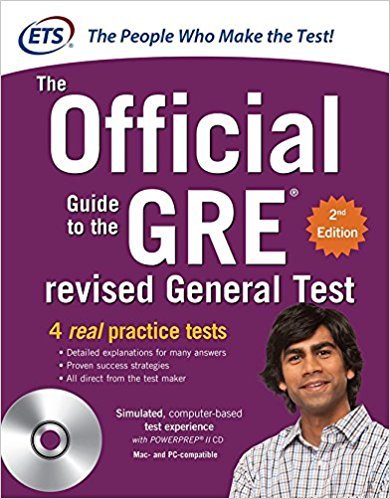 ETS® The People Who Make the Test!
The
Official
Guide to the
GRE®
2nd
Edition
revised General Test
4 real practice tests
• Detailed explanations for many answers
• Proven success strategies
• All direct from the test maker
Simulated, computer-based
test experience
with POWERPREP® II CD
Mac- and PC-compatible